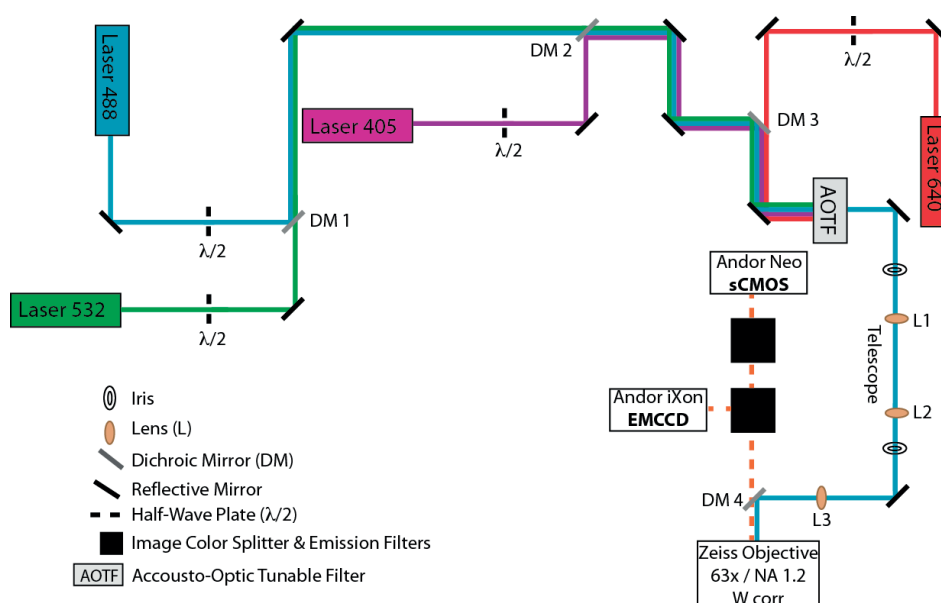 Laser 488
λ/2
DM 1
Laser 532
λ/2
Laser 405
λ/2
DM 2
DM 3
λ/2
Laser 640
AOTF
Andor Neo
sCMOS
L1
Telescope
L2
Andor iXon
EMCCD
DM 4
L3
Zeiss Objective
63x / NA 1.2
W corr
Iris
Lens (L)
Dichroic Mirror (DM)
Reflective Mirror
Half-Wave Plate (λ/2)
Image Color Splitter & Emission Filters
AOTF
Accousto-Optic Tunable Filter